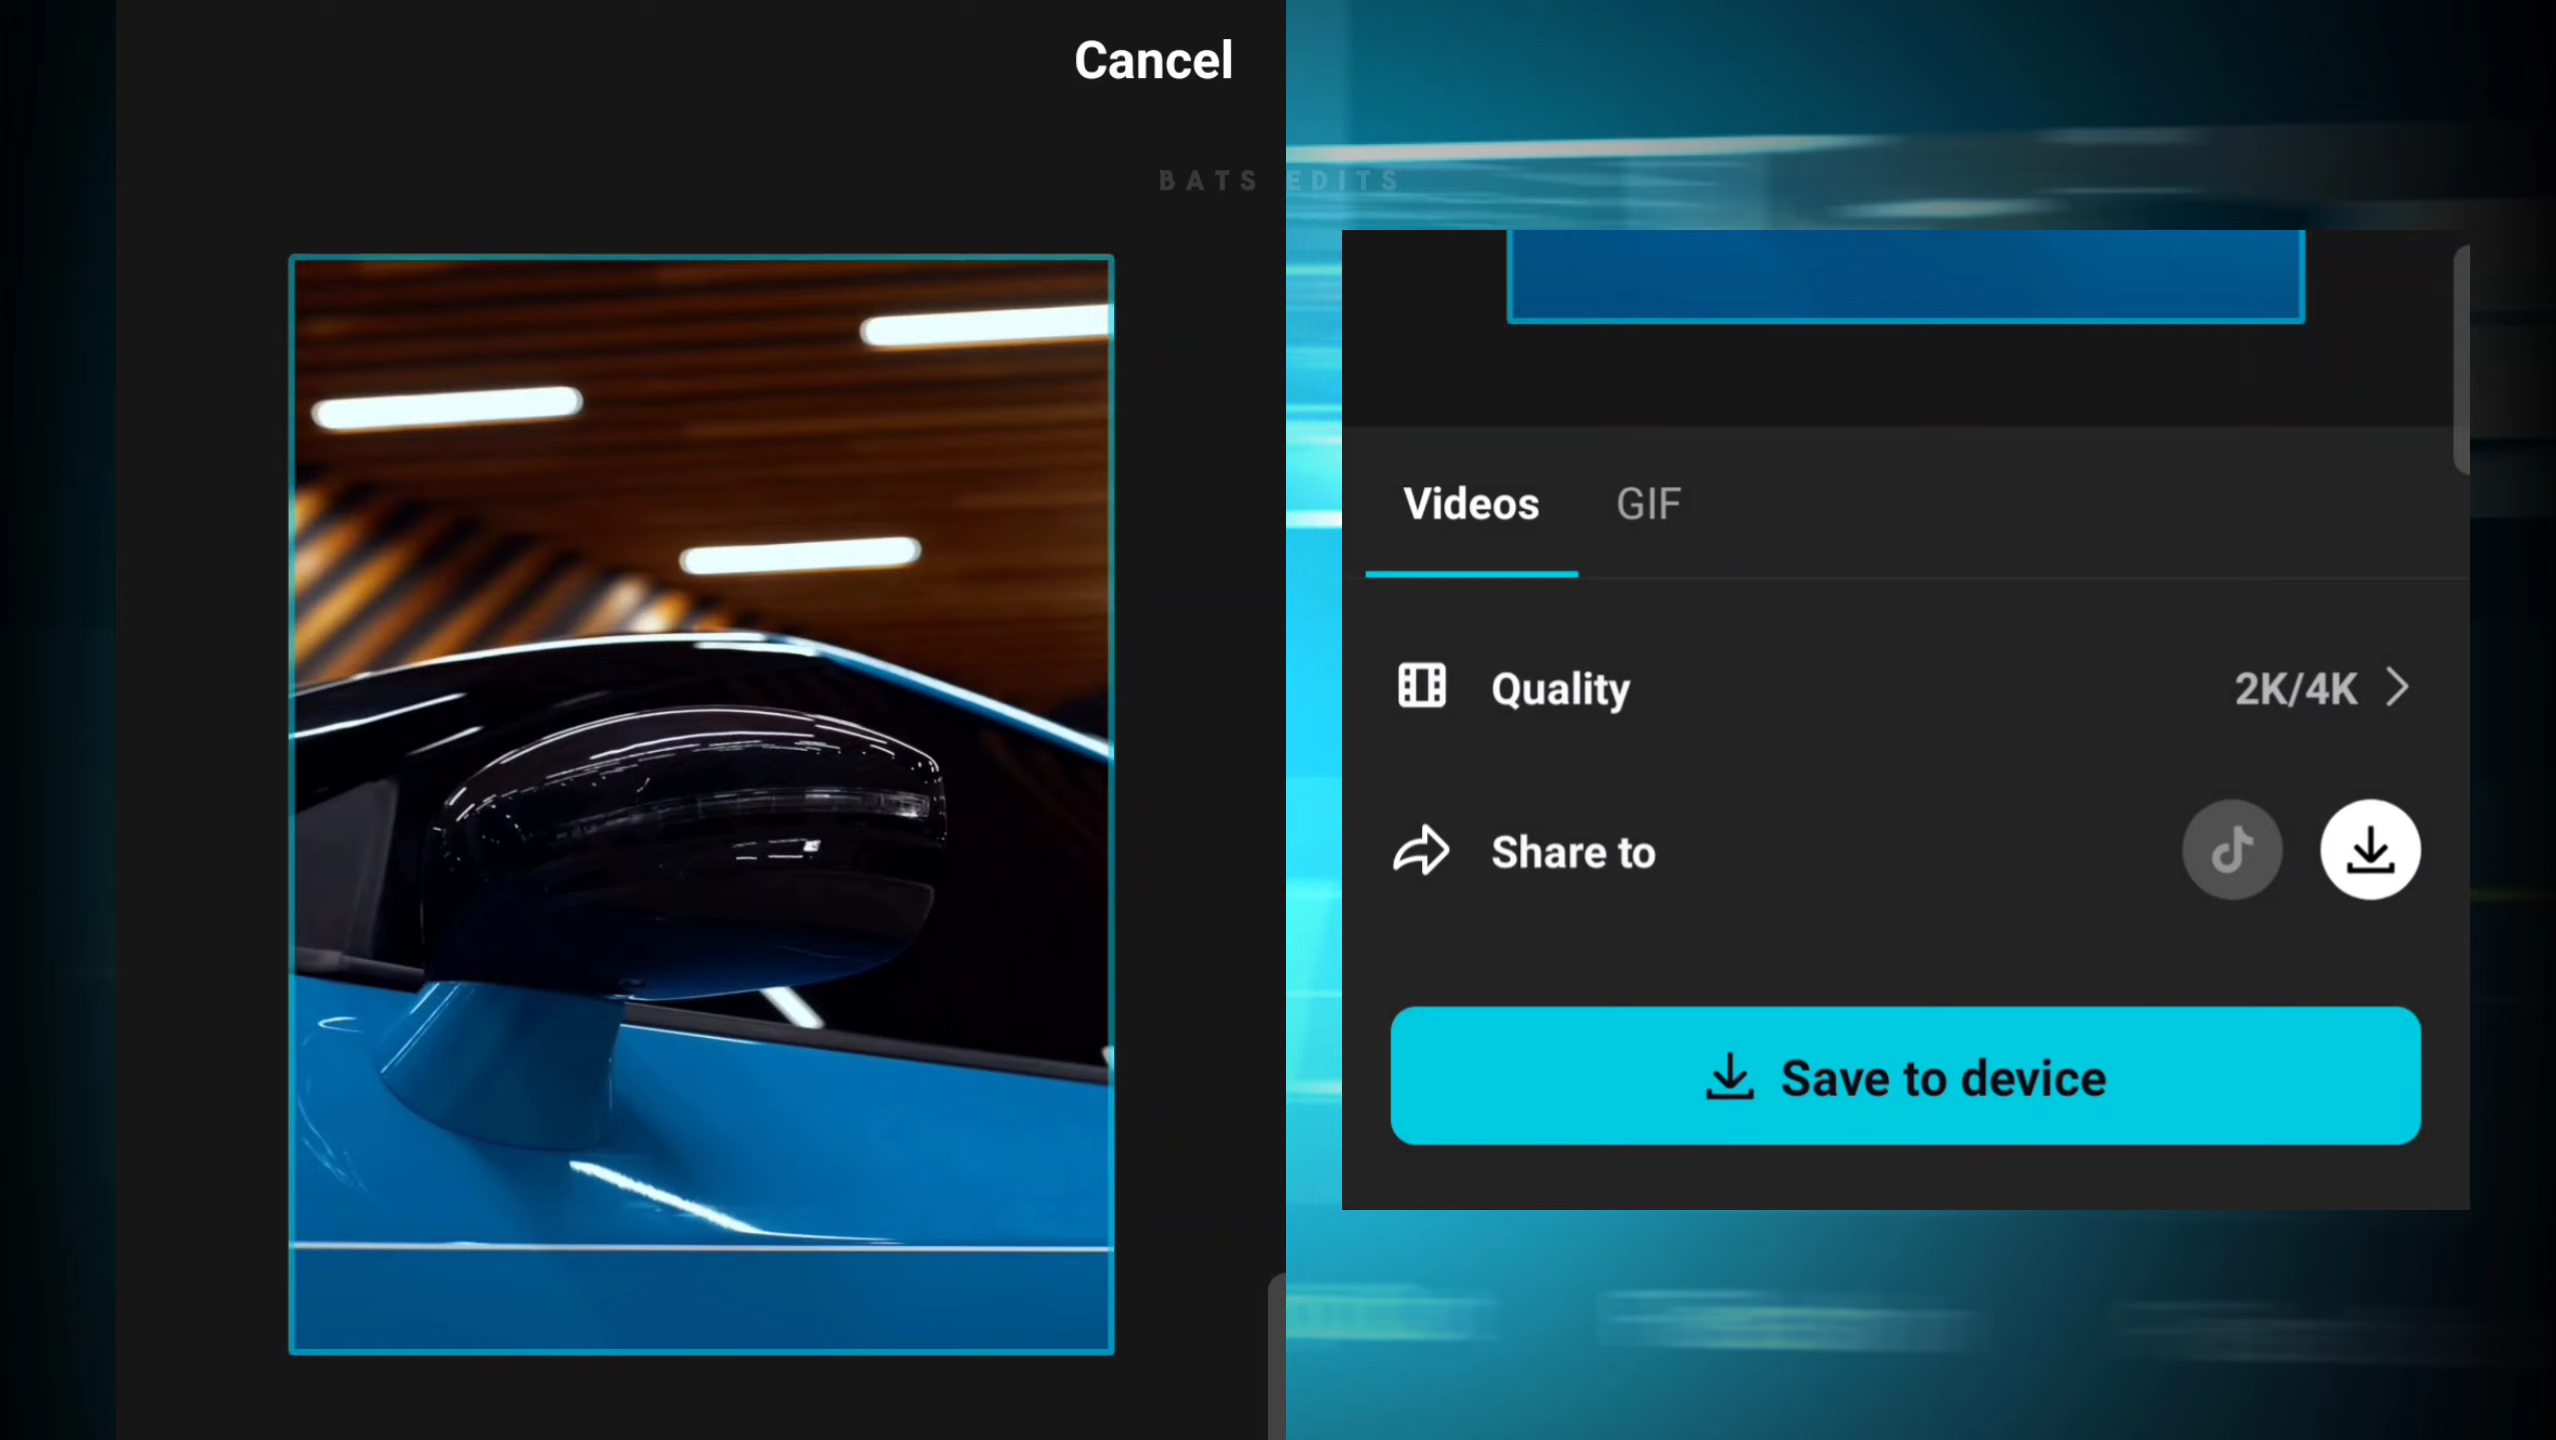 Cancel
BATS EDITS
Videos GIF
Quality 2K/4K
Share to
Save to device